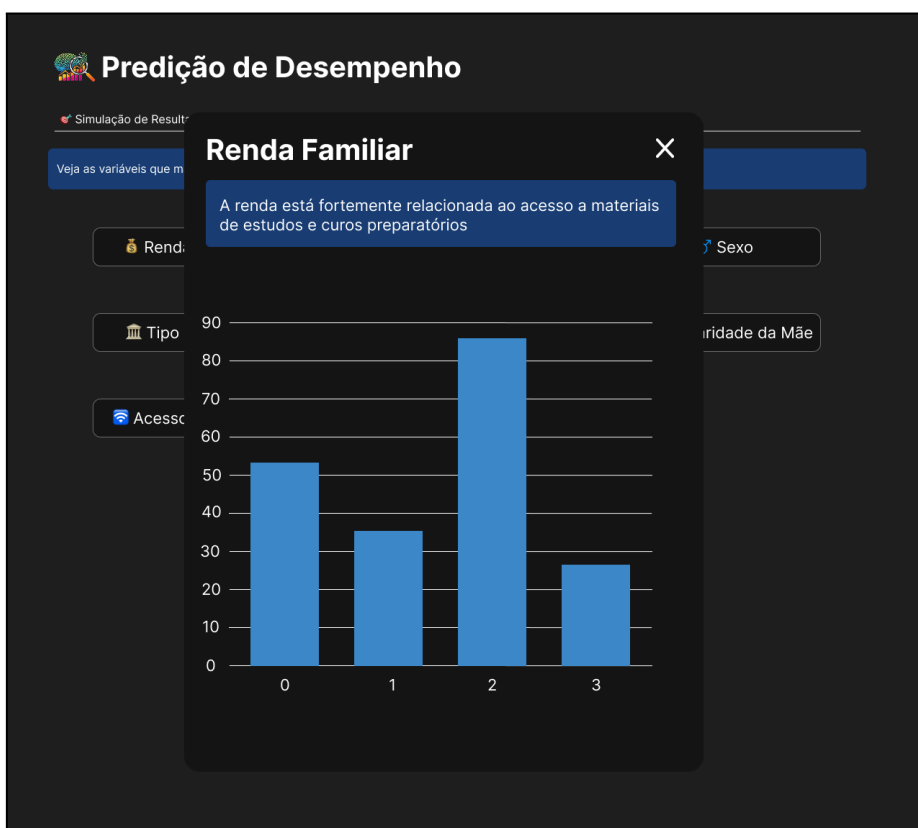 Predição de Desempenho
Simulação de Result
Veja as variáveis que m
Renda Familiar
A renda está fortemente relacionada ao acesso a materiais
de estudos e curos preparatórios
Renda
Sexo
Tipo
ridade da Mãe
Acesso
90
80
70
60
50
40
30
20
10
0
0 1 2 3